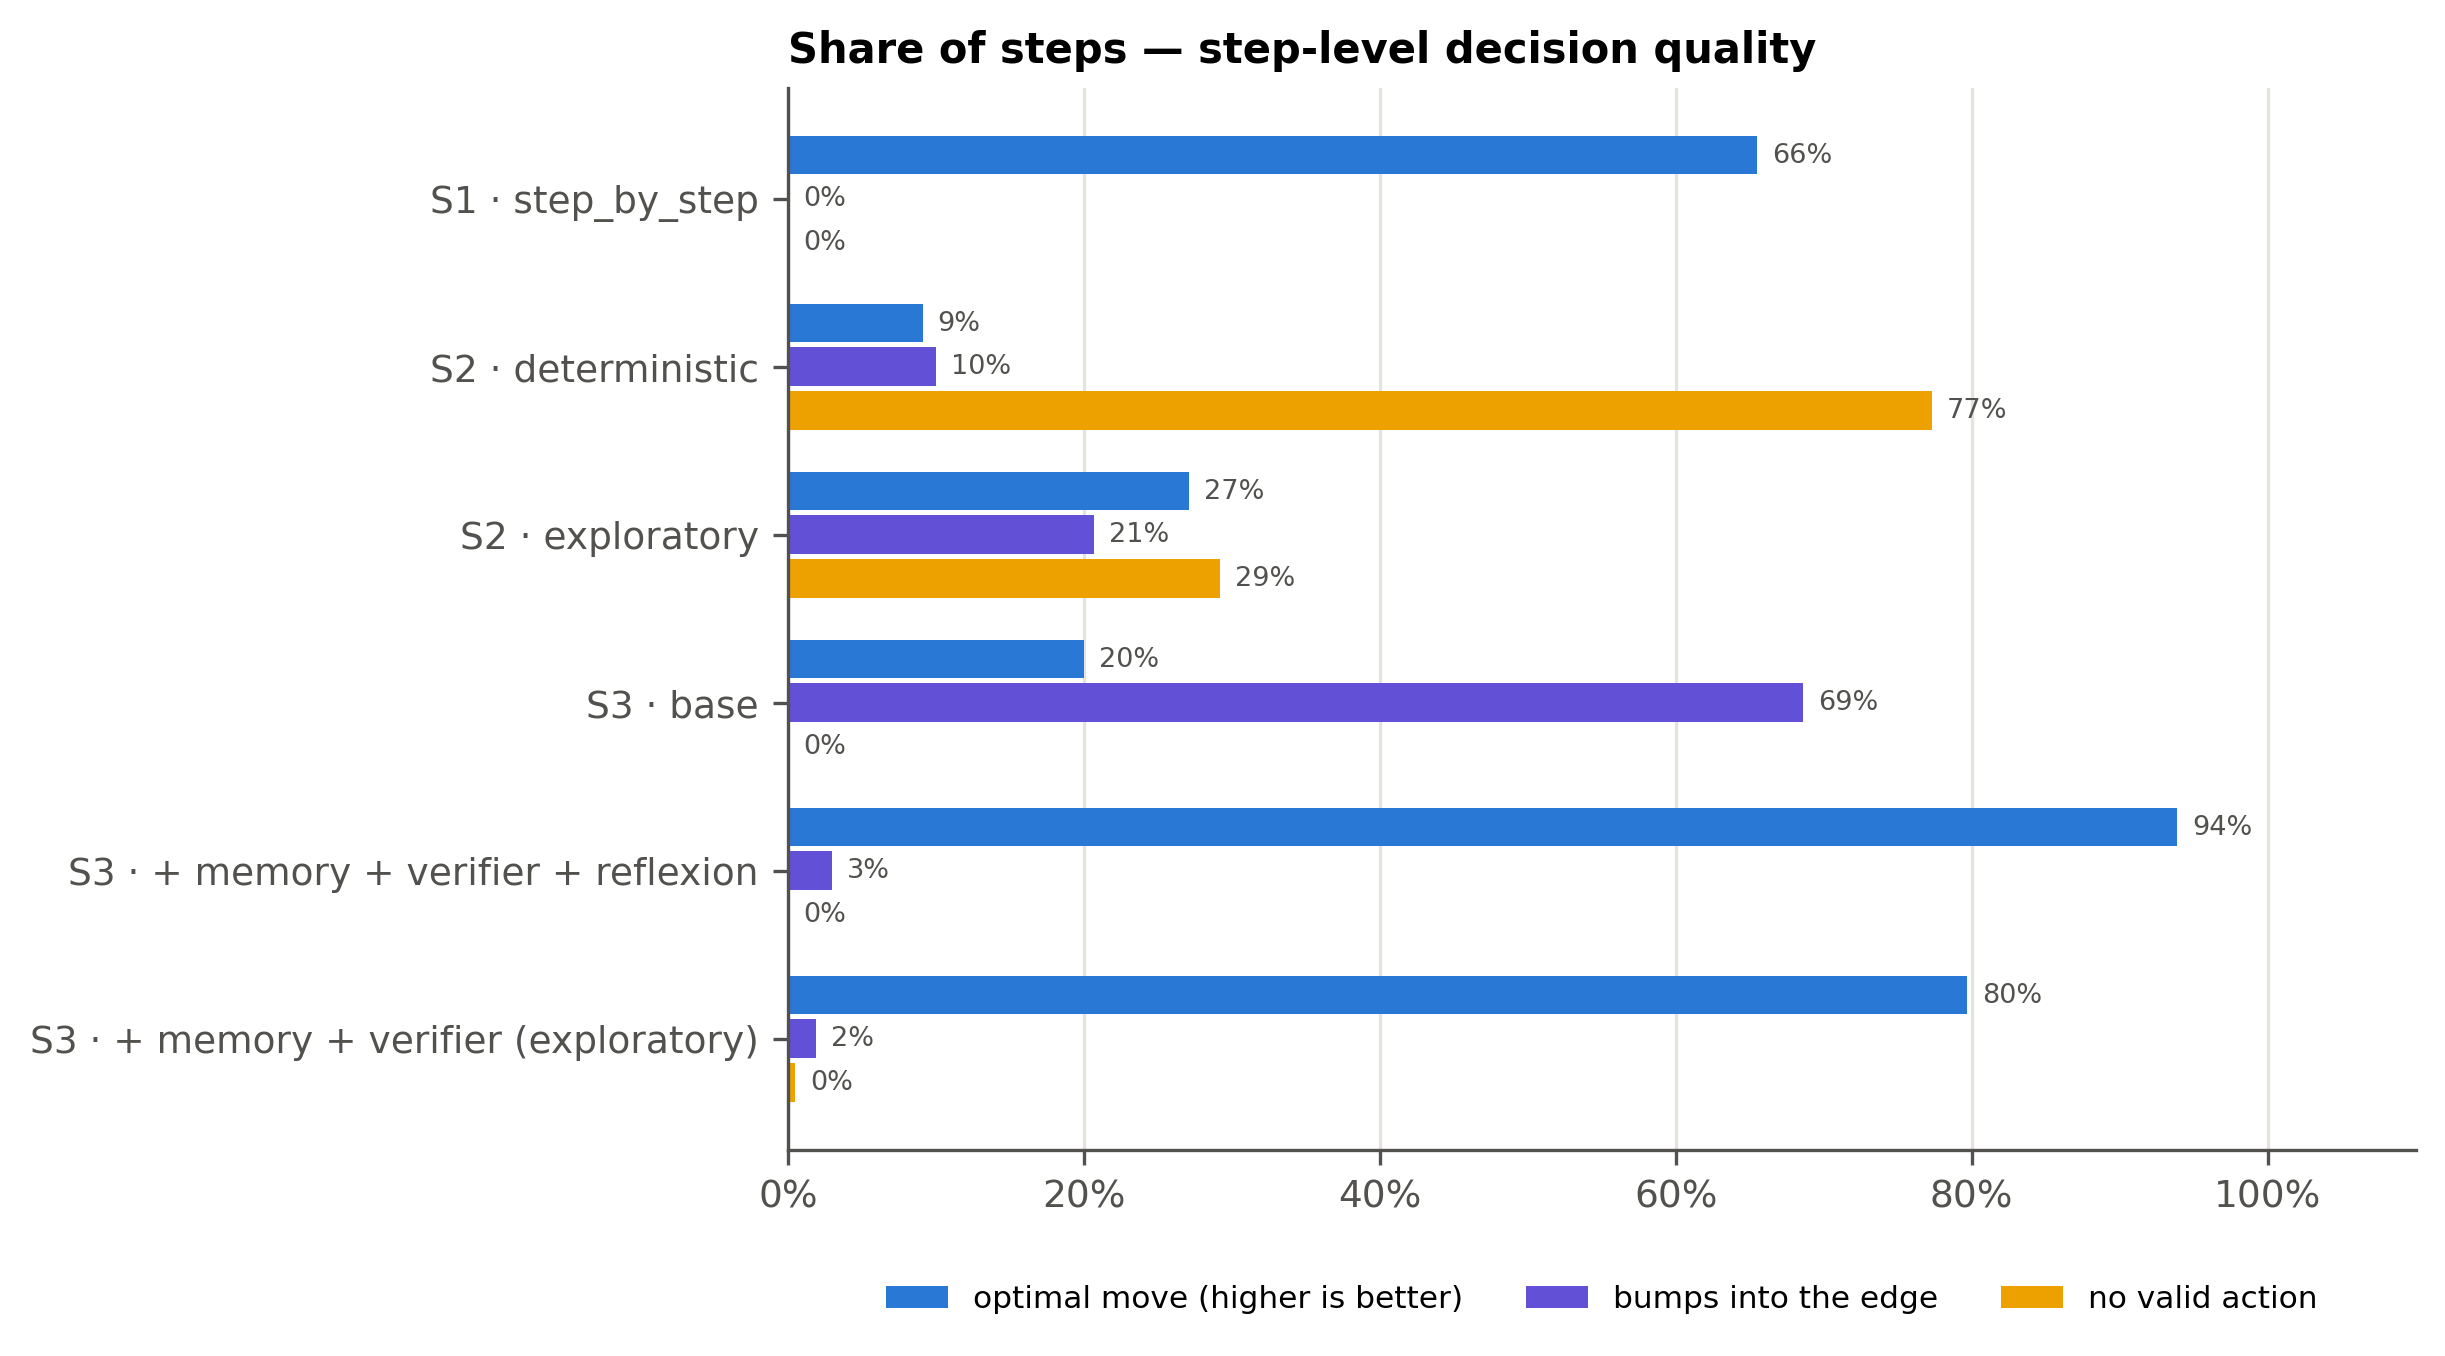 Share of steps — step-level decision quality
66%
S1 · step_by_step
0%
0%
9%
S2 · deterministic
10%
77%
27%
S2 · exploratory
21%
29%
20%
S3 · base
69%
0%
94%
S3 · + memory + verifier + reflexion
3%
0%
80%
S3 · + memory + verifier (exploratory)
2%
0%
0% 20% 40% 60% 80% 100%
optimal move (higher is better) bumps into the edge no valid action